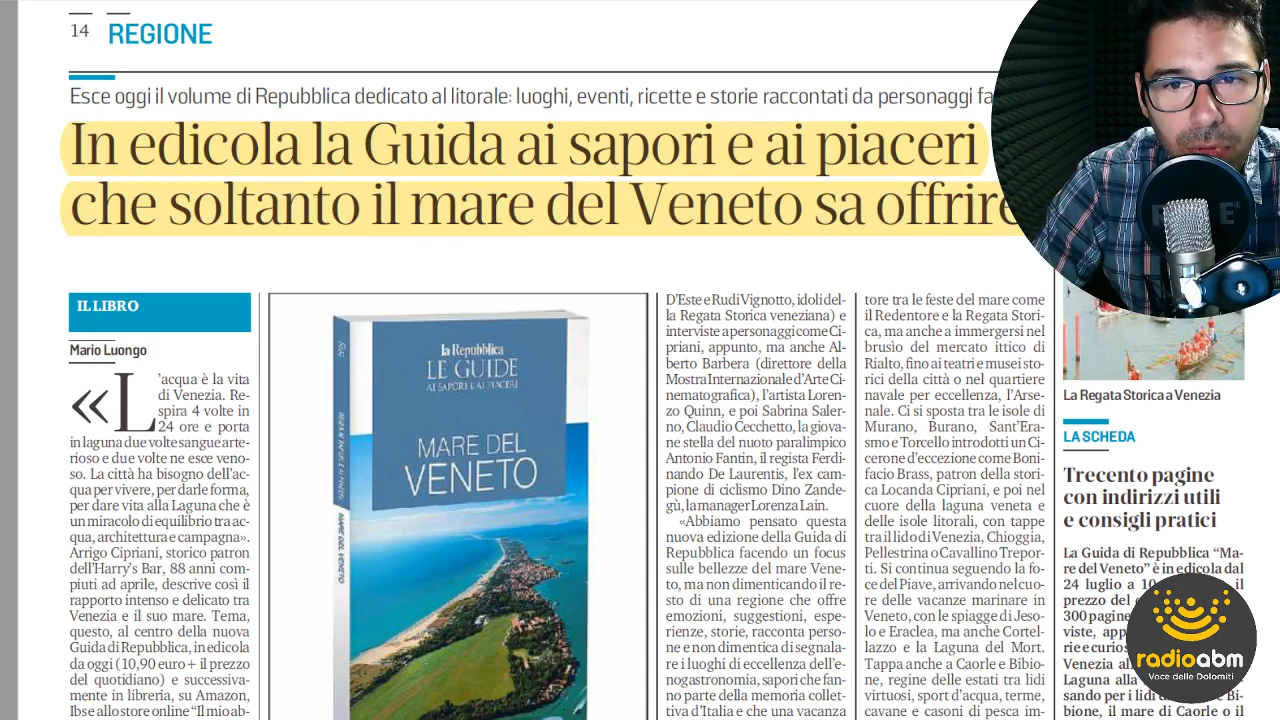 14 REGIONE
Esce oggi il volume di Repubblica dedicato al litorale: luoghi, eventi, ricette e storie raccontati da personaggi
In edicola la Guida ai sapori e ai piaceri
che soltanto il mare del Veneto sa offrire
IL LIBRO
Mario Luongo
«L'acqua è la vita
di Venezia. Re-
spira 4 volte in
24 ore e porta
in laguna due volte sangue arte-
rioso e due volte ne esce veno-
so. La città ha bisogno dell'ac-
qua per vivere, per darle forma,
per dare vita alla Laguna che è
un miracolo di equilibrio tra ac-
qua, architettura e campagna».
Arrigo Cipriani, storico patron
dell'Harry's Bar, 88 anni com-
piuti ad aprile, descrive così il
rapporto intenso e delicato tra
Venezia e il suo mare. Tema,
questo, al centro della nuova
Guida di Repubblica, in edicola
da oggi (10,90 euro + il prezzo
del quotidiano) e successiva-
mente in libreria, su Amazon,
Ibs e allo store online "Il mio ab-
la Repubblica
LE GUIDE
AI SAPORI E AI PIACERI
MARE DEL
VENETO
MARE DEL VENETO
D'Este e Rudi Vignotto, idoli del-
la Regata Storica veneziana) e
interviste a personaggi come Ci-
priani, appunto, ma anche Al-
berto Barbera (direttore della
Mostra Internazionale d'Arte Ci-
nematografica), l'artista Loren-
zo Quinn, e poi Sabrina Saler-
no, Claudio Cecchetto, la giova-
ne stella del nuoto paralimpico
Antonio Fantin, il regista Ferdi-
nando De Laurentis, l'ex cam-
pione di ciclismo Dino Zande-
gù, la manager Lorenza Lain.
«Abbiamo pensato questa
nuova edizione della Guida di
Repubblica facendo un focus
sulle bellezze del mare Vene-
to, ma non dimenticando il re-
sto di una regione che offre
emozioni, suggestioni, espe-
rienze, storie, racconta perso-
ne e non dimentica di segnala-
re i luoghi di eccellenza dell'e-
nogastronomia, sapori che fan-
no parte della memoria collet-
tiva d'Italia e che una vacanza
tore tra le feste del mare come
il Redentore e la Regata Stori-
ca, ma anche a immergersi nel
brusìo del mercato ittico di
Rialto, fino ai teatri e musei sto-
rici della città o nel quartiere
navale per eccellenza, l'Arse-
nale. Ci si sposta tra le isole di
Murano, Burano, Sant'Era-
smo e Torcello introdotti un Ci-
cerone d'eccezione come Boni-
facio Brass, patron della stori-
ca Locanda Cipriani, e poi nel
cuore della laguna veneta e
delle isole litorali, con tappe
tra il lido di Venezia, Chioggia,
Pellestrina o Cavallino Trepor-
ti. Si continua seguendo la fo-
ce del Piave, arrivando nel cuo-
re delle vacanze marinare in
Veneto, con le spiagge di Jeso-
lo e Eraclea, ma anche Cortel-
lazzo e la Laguna del Mort.
Tappa anche a Caorle e Bibio-
ne, regine delle estati tra lidi
virtuosi, sport d'acqua, terme,
cavane e casoni di pesca im-
La Regata Storica a Venezia
LA SCHEDA
Trecento pagine
con indirizzi utili
e consigli pratici
La Guida di Repubblica "Ma-
re del Veneto" è in edicola dal
24 luglio a il
prezzo del
300 pagine
viste,
rie e
Venezia
Laguna alla
sando per i lidi Bi-
bione, il mare di Caorle o il
radioabm
Voce delle Dolomiti